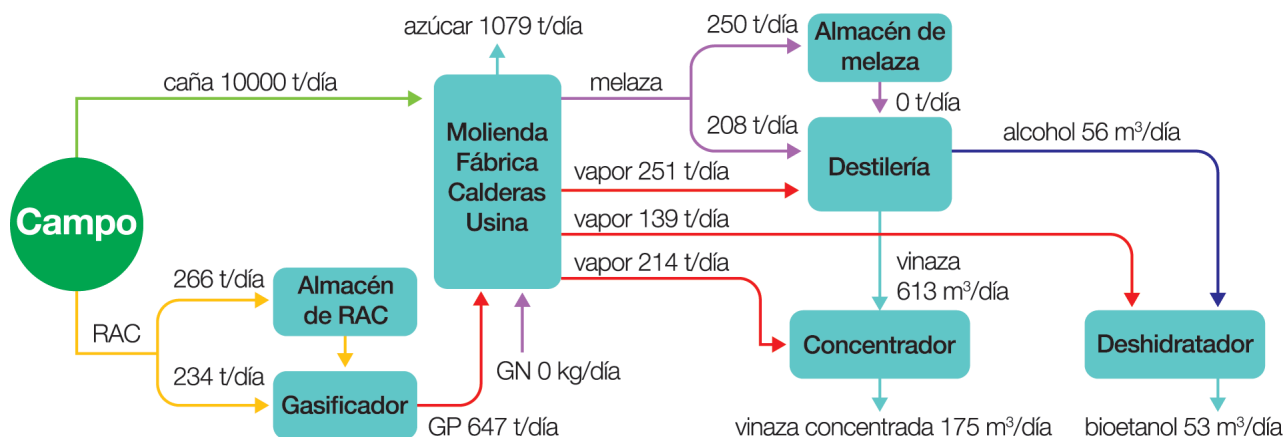 azúcar 1079 t/día
250 t/día
Almacén de
melaza
caña 10000 t/día
melaza
0 t/día
208 t/día
alcohol 56 m³/día
Molienda
Fábrica
Calderas
Usina
Destilería
vapor 251 t/día
Campo
vapor 139 t/día
vapor 214 t/día
vinaza
613 m³/día
266 t/día
Almacén
de RAC
RAC
Concentrador
Deshidratador
234 t/día
GN 0 kg/día
Gasificador
GP 647 t/día
vinaza concentrada 175 m³/día
bioetanol 53 m³/día